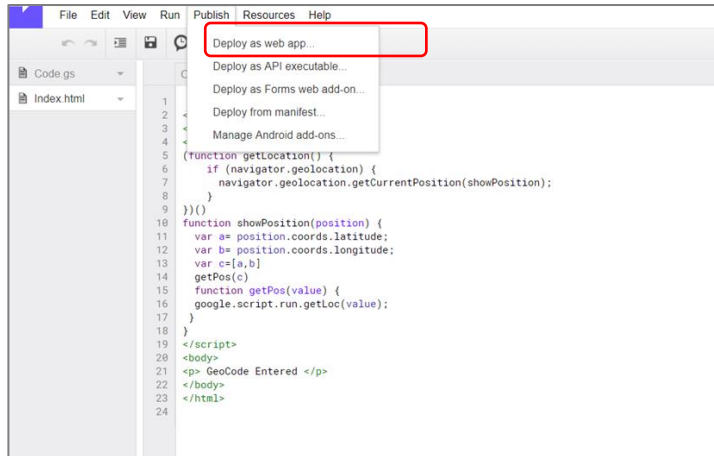 File Edit View Run Publish Resources Help
Deploy as web app...
Deploy as API executable...
Deploy as Forms web add-on...
Deploy from manifest...
Manage Android add-ons...
Code.gs
Index.html
1
2 <
3 <
4 <
5 (function getLocation() {
6 if (navigator.geolocation) {
7 navigator.geolocation.getCurrentPosition(showPosition);
8 }
9 })()
10 function showPosition(position) {
11 var a= position.coords.latitude;
12 var b= position.coords.longitude;
13 var c=[a,b]
14 getPos(c)
15 function getPos(value) {
16 google.script.run.getLoc(value);
17 }
18 }
19 </script>
20 <body>
21 <p> GeoCode Entered </p>
22 </body>
23 </html>
24